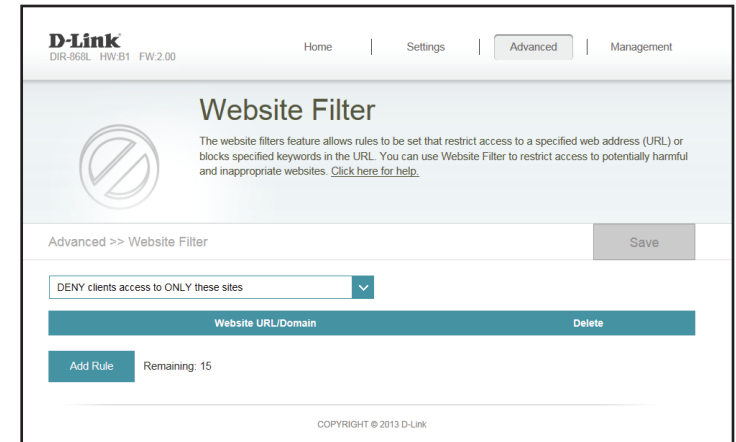 D-Link
DIR-868L HW:B1 FW:2.00
Home
Settings
Advanced
Management
Website Filter
The website filters feature allows rules to be set that restrict access to a specified web address (URL) or
blocks specified keywords in the URL. You can use Website Filter to restrict access to potentially harmful
and inappropriate websites. Click here for help.
Advanced >> Website Filter
Save
DENY clients access to ONLY these sites
Website URL/Domain
Delete
Add Rule
Remaining: 15
COPYRIGHT © 2013 D-Link